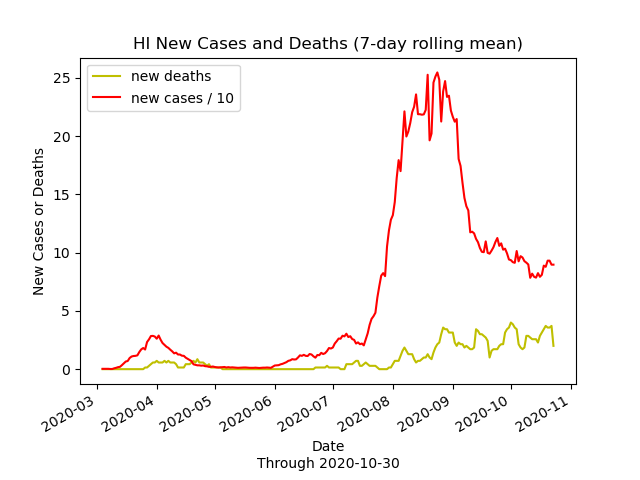 HI New Cases and Deaths (7-day rolling mean)
new deaths
new cases / 10
New Cases or Deaths
25
20
15
10
5
0
2020-03
2020-04
2020-05
2020-06
2020-07
2020-08
2020-09
2020-10
2020-11
Date
Through 2020-10-30